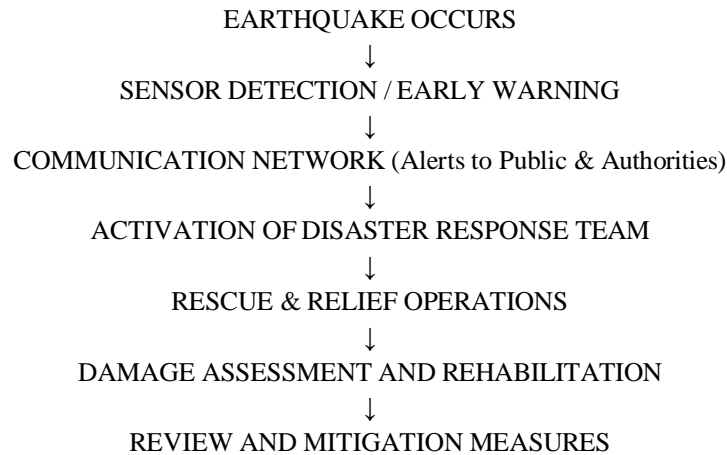 EARTHQUAKE OCCURS
↓
SENSOR DETECTION / EARLY WARNING
↓
COMMUNICATION NETWORK (Alerts to Public & Authorities)
↓
ACTIVATION OF DISASTER RESPONSE TEAM
↓
RESCUE & RELIEF OPERATIONS
↓
DAMAGE ASSESSMENT AND REHABILITATION
↓
REVIEW AND MITIGATION MEASURES